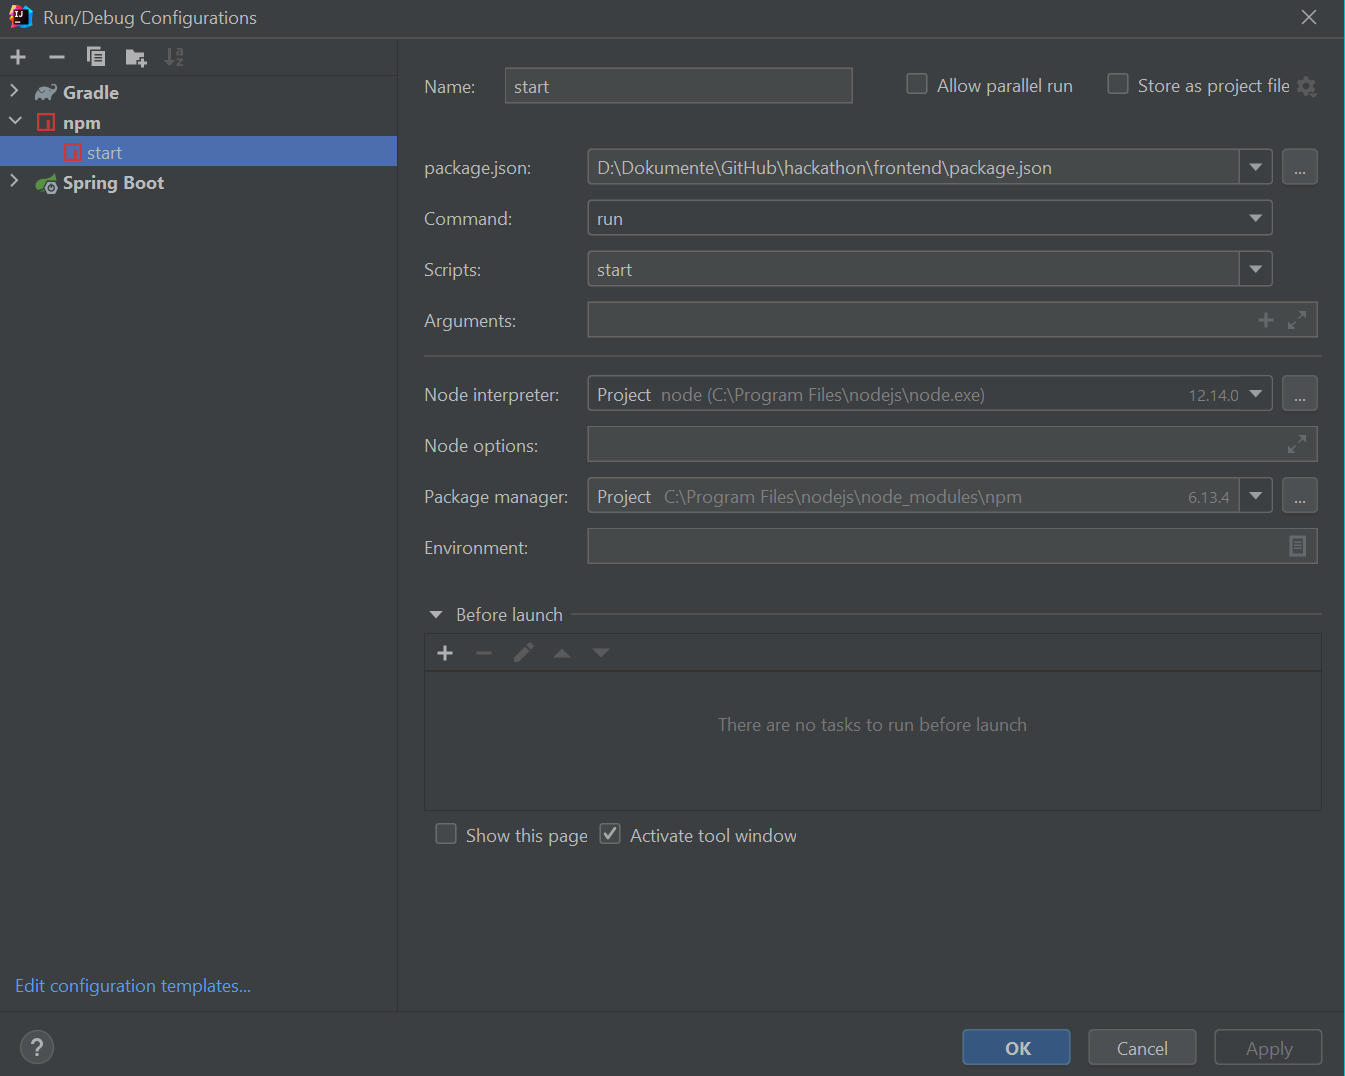 Run/Debug Configurations
Gradle
npm
start
Spring Boot
Edit configuration templates...
Name: start Allow parallel run Store as project file
package.json: D:\Dokumente\GitHub\hackathon\frontend\package.json ...
Command: run
Scripts: start
Arguments:
Node interpreter: Project node (C:\Program Files\nodejs\node.exe) 12.14.0 ...
Node options:
Package manager: Project C:\Program Files\nodejs\node_modules\npm 6.13.4 ...
Environment:
Before launch
There are no tasks to run before launch
Show this page Activate tool window
? OK Cancel Apply